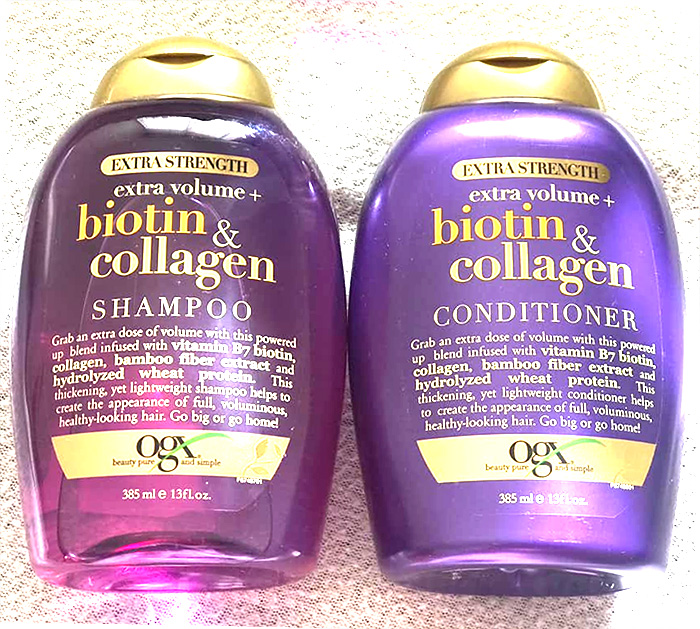 EXTRA STRENGTH
extra volume +
biotin &
collagen
SHAMPOO
Grab an extra dose of volume with this powered
up blend infused with vitamin B7 biotin,
collagen, bamboo fiber extract and
hydrolyzed wheat protein. This
thickening, yet lightweight shampoo helps to
create the appearance of full, voluminous,
healthy-looking hair. Go big or go home!
ogx
beauty pure and simple
385 ml e 13fl.oz.
EXTRA STRENGTH
extra volume +
biotin &
collagen
CONDITIONER
Grab an extra dose of volume with this powered
up blend infused with vitamin B7 biotin,
collagen, bamboo fiber extract and
hydrolyzed wheat protein. This
thickening, yet lightweight conditioner helps
to create the appearance of full, voluminous,
healthy-looking hair. Go big or go home!
ogx
beauty pure and simple
385 ml e 13fl.oz.